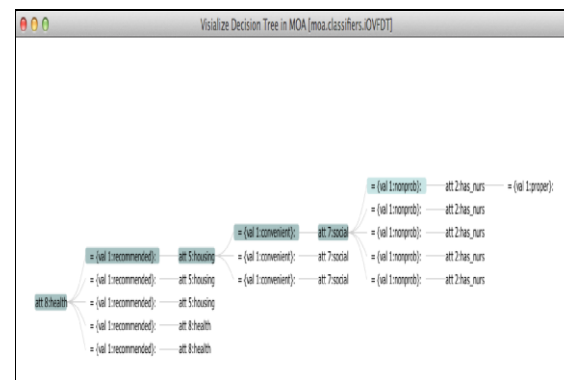 Visialize Decision Tree in MOA [moa.classifiers.iOVFDT]
= {val 1:nonprob}: att 2:has_nurs = {val 1:proper}:
= {val 1:nonprob}: att 2:has_nurs
= {val 1:convenient}: att 7:social = {val 1:nonprob}: att 2:has_nurs
= {val 1:recommended}: att 5:housing = {val 1:convenient}: att 7:social = {val 1:nonprob}: att 2:has_nurs
= {val 1:recommended}: att 5:housing = {val 1:convenient}: att 7:social = {val 1:nonprob}: att 2:has_nurs
att 8:health = {val 1:recommended}: att 5:housing
= {val 1:recommended}: att 8:health
= {val 1:recommended}: att 8:health